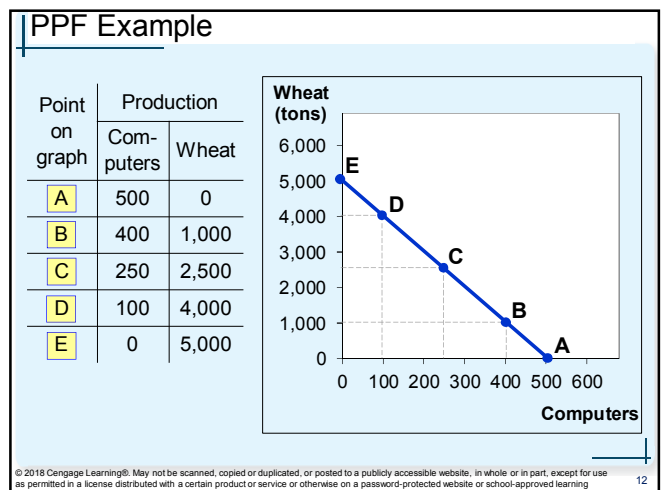 PPF Example
Point
on
graph
Production
Com-
puters
Wheat
A 500 0
B 400 1,000
C 250 2,500
D 100 4,000
E 0 5,000
Wheat
(tons)
6,000
5,000
4,000
3,000
2,000
1,000
0
E
D
C
B
A
0 100 200 300 400 500 600
Computers
© 2018 Cengage Learning®. May not be scanned, copied or duplicated, or posted to a publicly accessible website, in whole or in part, except for use
as permitted in a license distributed with a certain product or service or otherwise on a password-protected website or school-approved learning
12